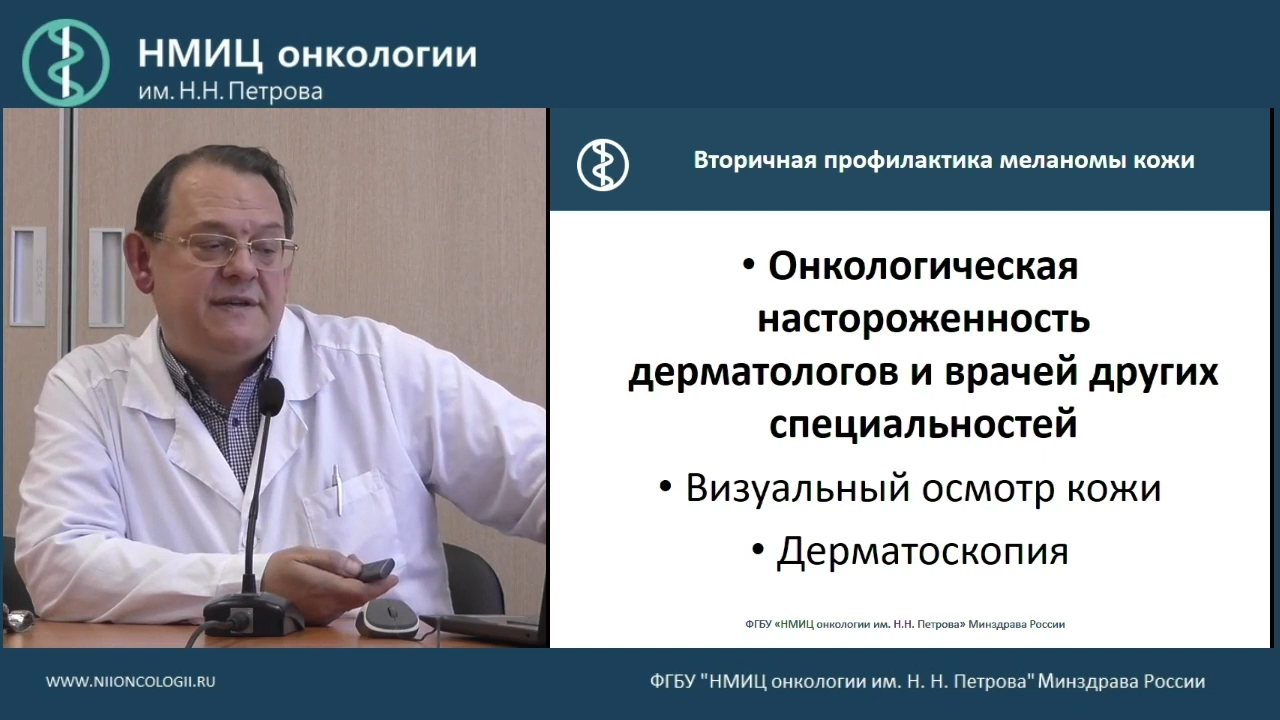 НМИЦ онкологии
им. Н.Н. Петрова
Вторичная профилактика меланомы кожи
• Онкологическая
настороженность
дерматологов и врачей других
специальностей
• Визуальный осмотр кожи
• Дерматоскопия
ФГБУ «НМИЦ онкологии им. Н.Н. Петрова» Минздрава России
WWW.NIIONCOLOGII.RU
ФГБУ "НМИЦ онкологии им. Н. Н. Петрова" Минздрава России